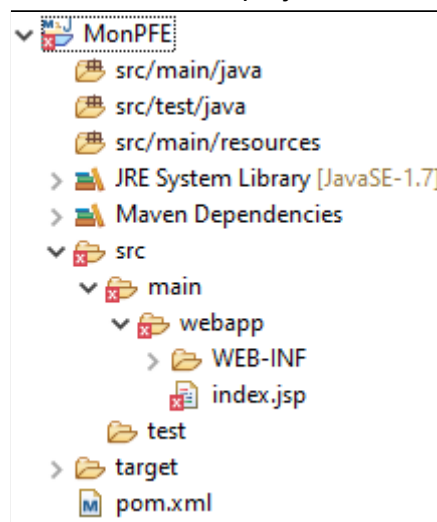 MonPFE
src/main/java
src/test/java
src/main/resources
JRE System Library [JavaSE-1.7]
Maven Dependencies
src
main
webapp
WEB-INF
index.jsp
test
target
pom.xml